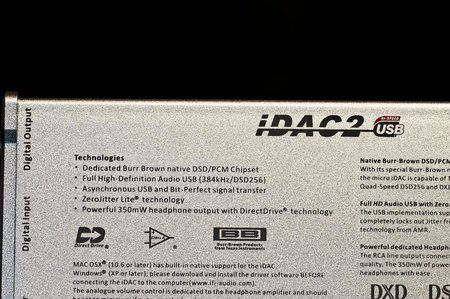 iDAC2 HI-SPEED USB
Digital Output
Digital Input
Technologies
· Dedicated Burr Brown native DSD/PCM Chipset
· Full High-Definition Audio USB (384kHz/DSD256)
· Asynchronous USB and Bit-Perfect signal transfer
· ZeroJitter Lite® technology
· Powerful 350mW headphone output with DirectDrive® technology
Direct Drive®
BB
Burr-Brown Products
from Texas Instruments
MAC OSX® (10.6 or later) has built-in native support for the iDAC.
Windows® (XP or later), please download and install the driver software BEFORE
connecting the iDAC to the computer(www.ifi-audio.com)
The analogue volume control is dedicated to the headphone amplifier and should
Native Burr-Brown DSD/PCM
With its special Burr-Brown n
the micro iDAC is capable of
Quad-Speed DSD256 and DXD
Full HD Audio USB with Zero
The USB implementation sup
completely locks out Jitter fr
technology from AMR.
Powerful dedicated Headph
The RCA line outputs connec
quality. The 350mW of power
headphones with ease.
DXD DS